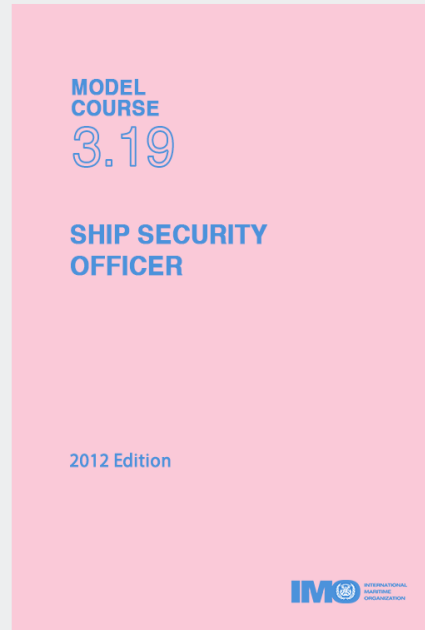 MODEL
COURSE
3.19
SHIP SECURITY
OFFICER
2012 Edition
IMO
INTERNATIONAL
MARITIME
ORGANIZATION